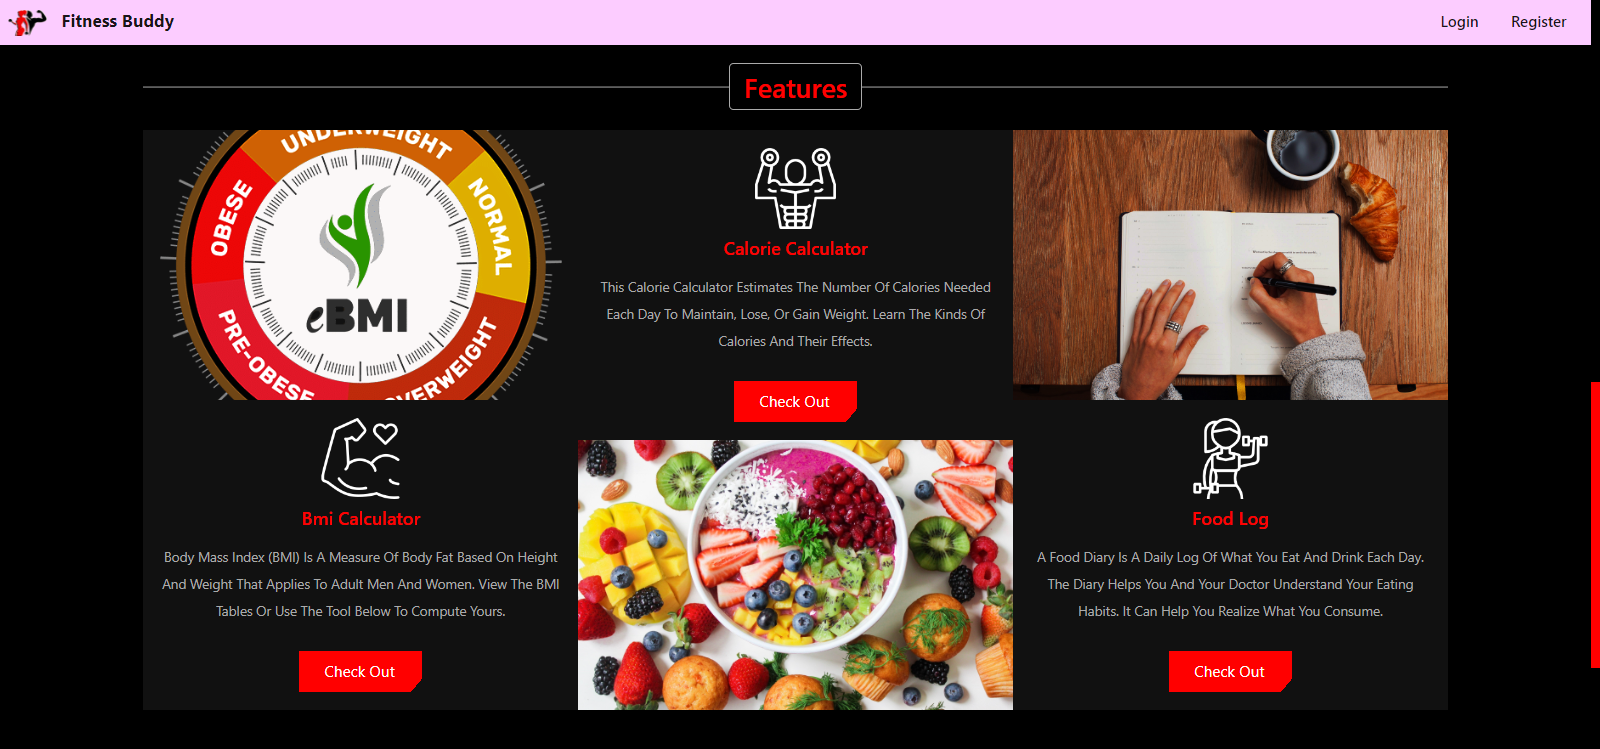 Fitness Buddy
Login
Register
Features
UNDERWEIGHT
NORMAL
OBESE
PRE-OBESE
OVERWEIGHT
eBMI
Bmi Calculator
Body Mass Index (BMI) Is A Measure Of Body Fat Based On Height
And Weight That Applies To Adult Men And Women. View The BMI
Tables Or Use The Tool Below To Compute Yours.
Check Out
Calorie Calculator
This Calorie Calculator Estimates The Number Of Calories Needed
Each Day To Maintain, Lose, Or Gain Weight. Learn The Kinds Of
Calories And Their Effects.
Check Out
Food Log
A Food Diary Is A Daily Log Of What You Eat And Drink Each Day.
The Diary Helps You And Your Doctor Understand Your Eating
Habits. It Can Help You Realize What You Consume.
Check Out